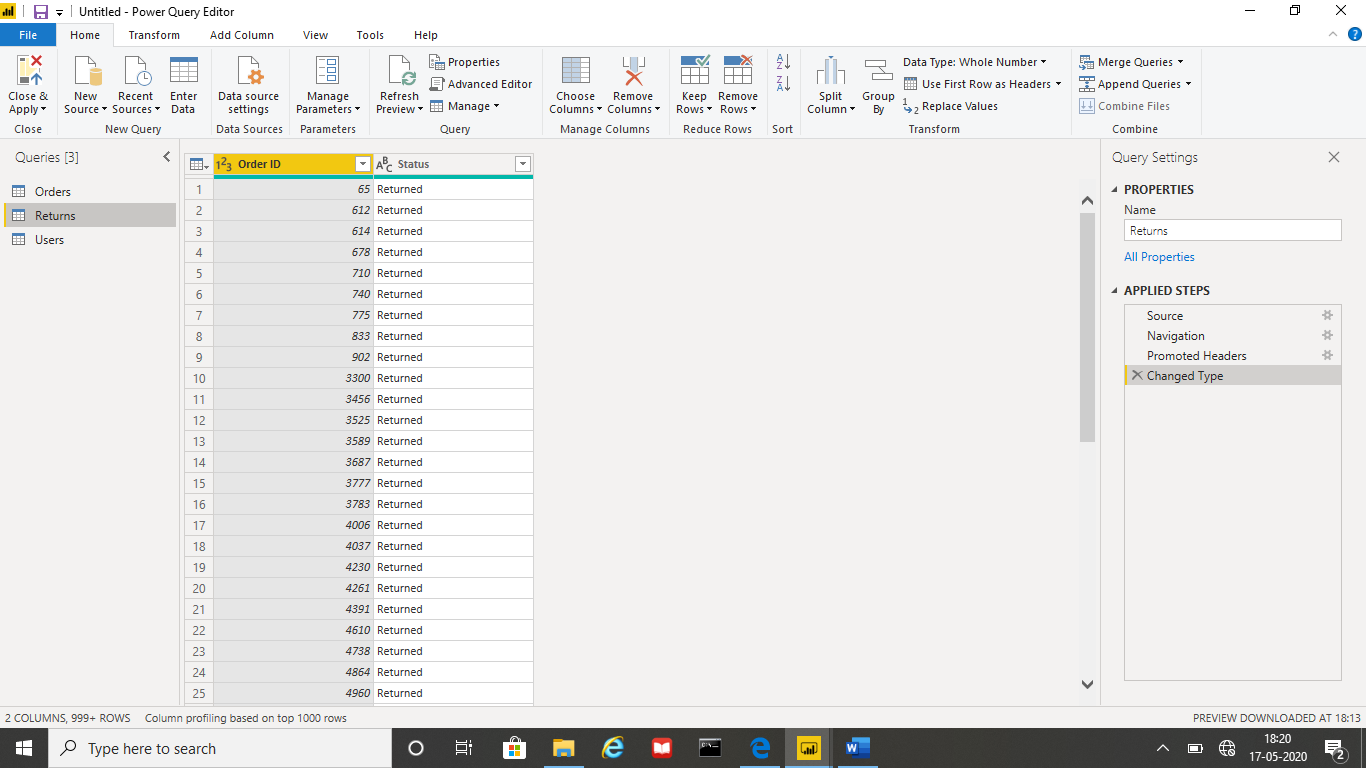 Untitled - Power Query Editor
File Home Transform Add Column View Tools Help
Close & Apply
New Source
Recent Sources
Enter Data
Data source settings
Manage Parameters
Refresh Preview
Properties
Advanced Editor
Manage
Choose Columns
Remove Columns
Keep Rows
Remove Rows
Split Column
Group By
Data Type: Whole Number
Use First Row as Headers
Replace Values
Merge Queries
Append Queries
Combine Files
Close New Query Data Sources Parameters Query Manage Columns Reduce Rows Sort Transform Combine
Queries [3]
Orders
Returns
Users
123 Order ID ABC Status
1 65 Returned
2 612 Returned
3 614 Returned
4 678 Returned
5 710 Returned
6 740 Returned
7 775 Returned
8 833 Returned
9 902 Returned
10 3300 Returned
11 3456 Returned
12 3525 Returned
13 3589 Returned
14 3687 Returned
15 3777 Returned
16 3783 Returned
17 4006 Returned
18 4037 Returned
19 4230 Returned
20 4261 Returned
21 4391 Returned
22 4610 Returned
23 4738 Returned
24 4864 Returned
25 4960 Returned
Query Settings
PROPERTIES
Name
Returns
All Properties
APPLIED STEPS
Source
Navigation
Promoted Headers
Changed Type
2 COLUMNS, 999+ ROWS Column profiling based on top 1000 rows PREVIEW DOWNLOADED AT 18:13
Type here to search
18:20
17-05-2020
2